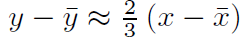 y − ȳ ≈ 2/3 (x − x̄)